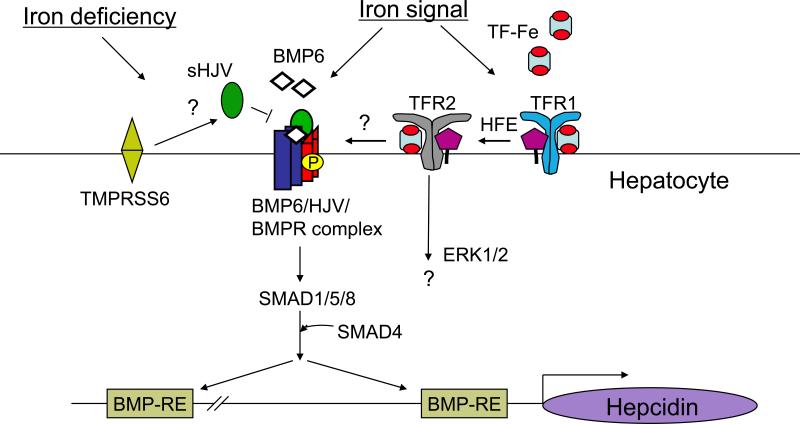 Iron deficiency
Iron signal
TF-Fe
sHJV
BMP6
?
TFR2
TFR1
?
HFE
P
TMPRSS6
Hepatocyte
BMP6/HJV/
BMPR complex
ERK1/2
?
SMAD1/5/8
SMAD4
BMP-RE
BMP-RE
Hepcidin